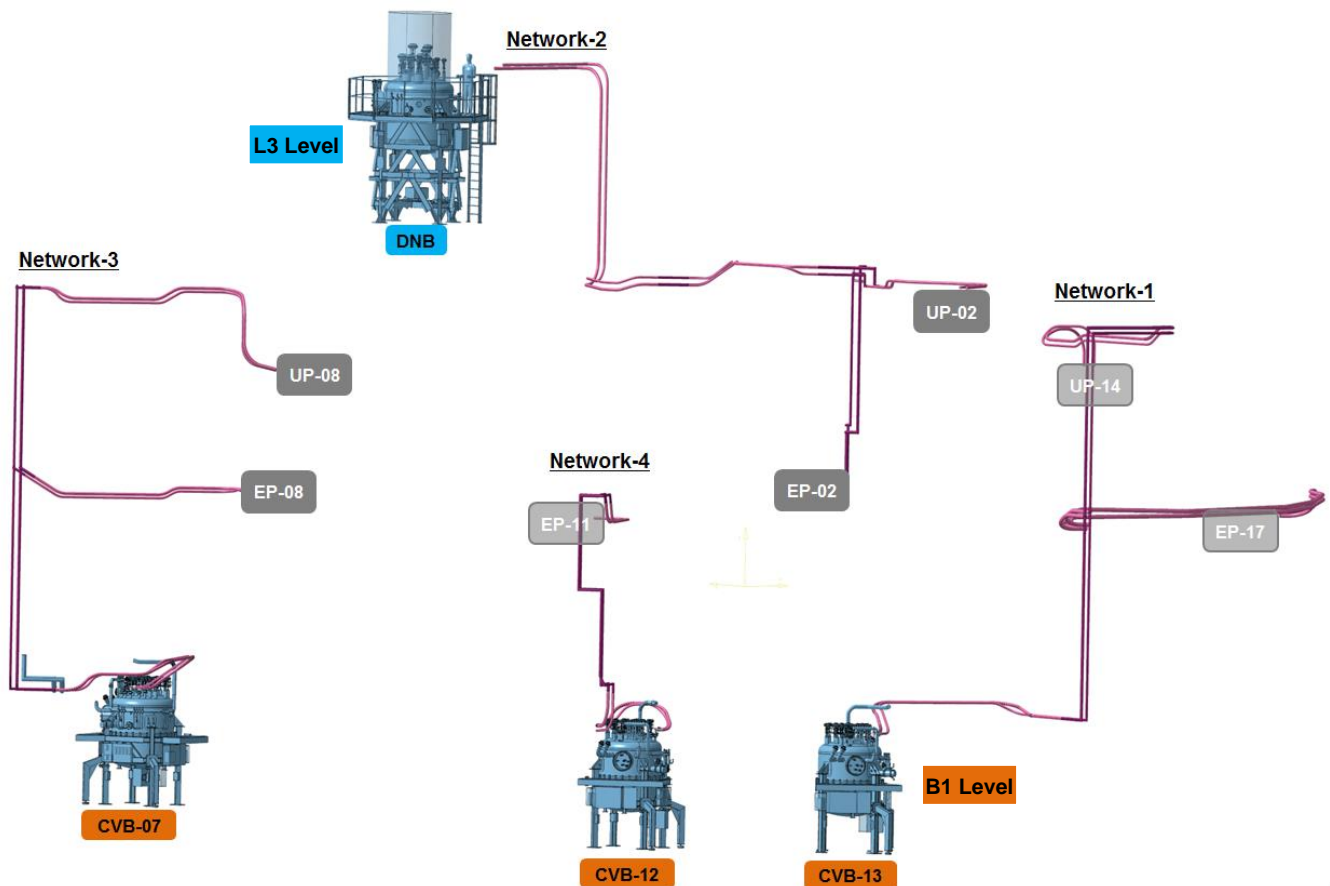 Network-2
L3 Level
DNB
Network-3
UP-02
Network-1
UP-08
UP-14
Network-4
EP-08
EP-02
EP-11
EP-17
B1 Level
CVB-07
CVB-12
CVB-13